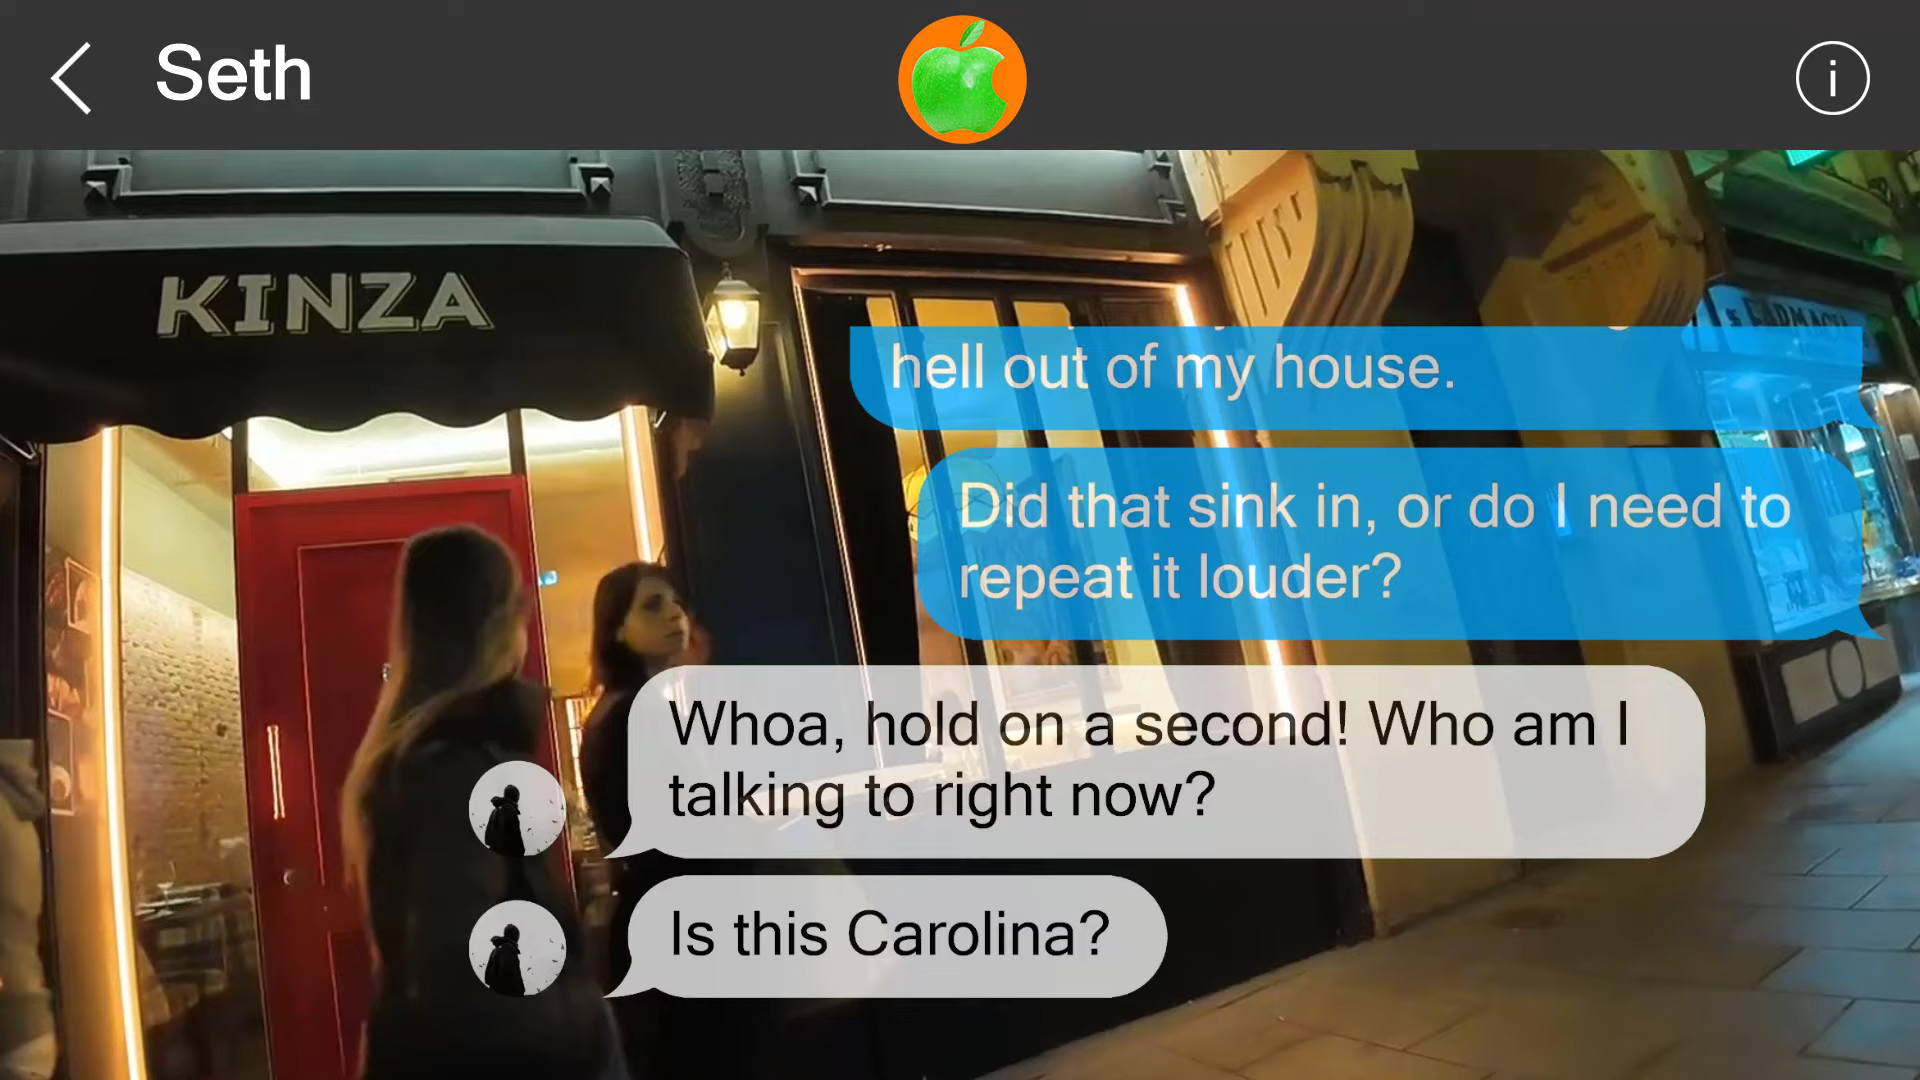 Seth
i
KINZA
FARMACIA
hell out of my house.
Did that sink in, or do I need to
repeat it louder?
Whoa, hold on a second! Who am I
talking to right now?
Is this Carolina?